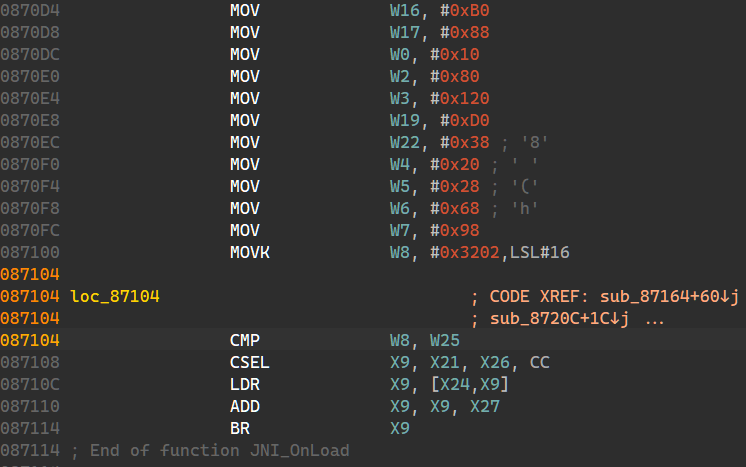 0870D4 MOV W16, #0xB0
0870D8 MOV W17, #0x88
0870DC MOV W0, #0x10
0870E0 MOV W2, #0x80
0870E4 MOV W3, #0x120
0870E8 MOV W19, #0xD0
0870EC MOV W22, #0x38 ; '8'
0870F0 MOV W4, #0x20 ; ' '
0870F4 MOV W5, #0x28 ; '('
0870F8 MOV W6, #0x68 ; 'h'
0870FC MOV W7, #0x98
087100 MOVK W8, #0x3202,LSL#16
087104
087104 loc_87104 ; CODE XREF: sub_87164+60↓j
087104 ; sub_8720C+1C↓j ...
087104 CMP W8, W25
087108 CSEL X9, X21, X26, CC
08710C LDR X9, [X24,X9]
087110 ADD X9, X9, X27
087114 BR X9
087114 ; End of function JNI_OnLoad